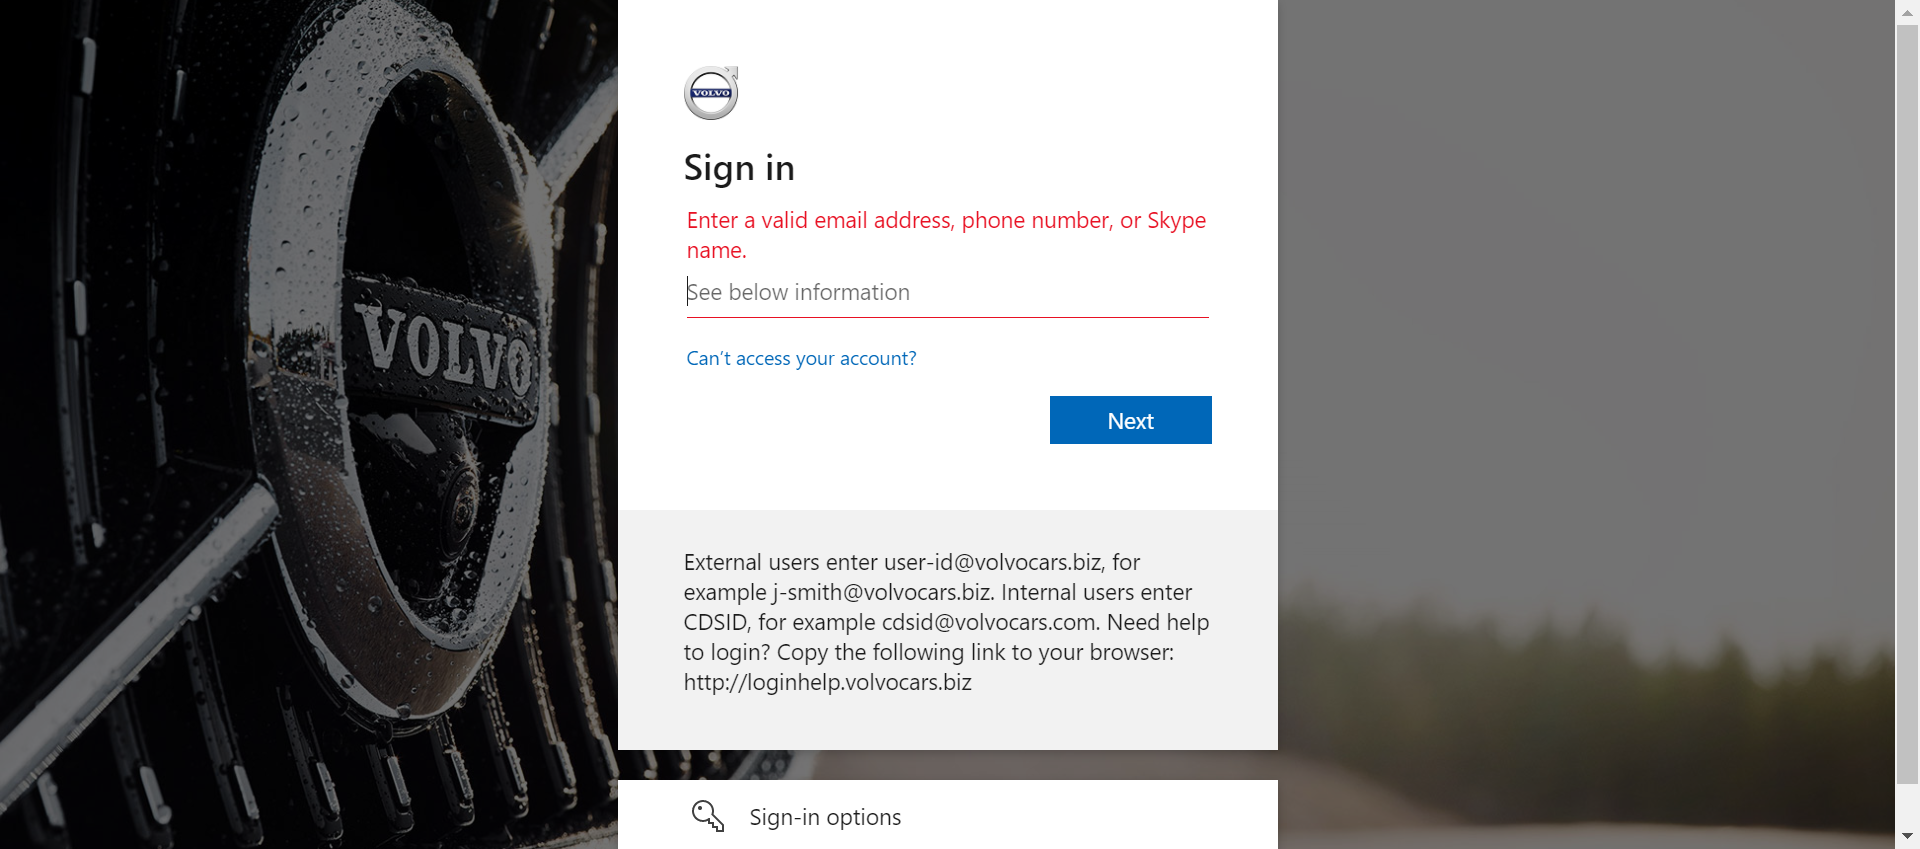 VOLVO
VOLVO
Sign in
Enter a valid email address, phone number, or Skype
name.
See below information
Can't access your account?
Next
External users enter user-id@volvocars.biz, for
example j-smith@volvocars.biz. Internal users enter
CDSID, for example cdsid@volvocars.com. Need help
to login? Copy the following link to your browser:
http://loginhelp.volvocars.biz
Sign-in options